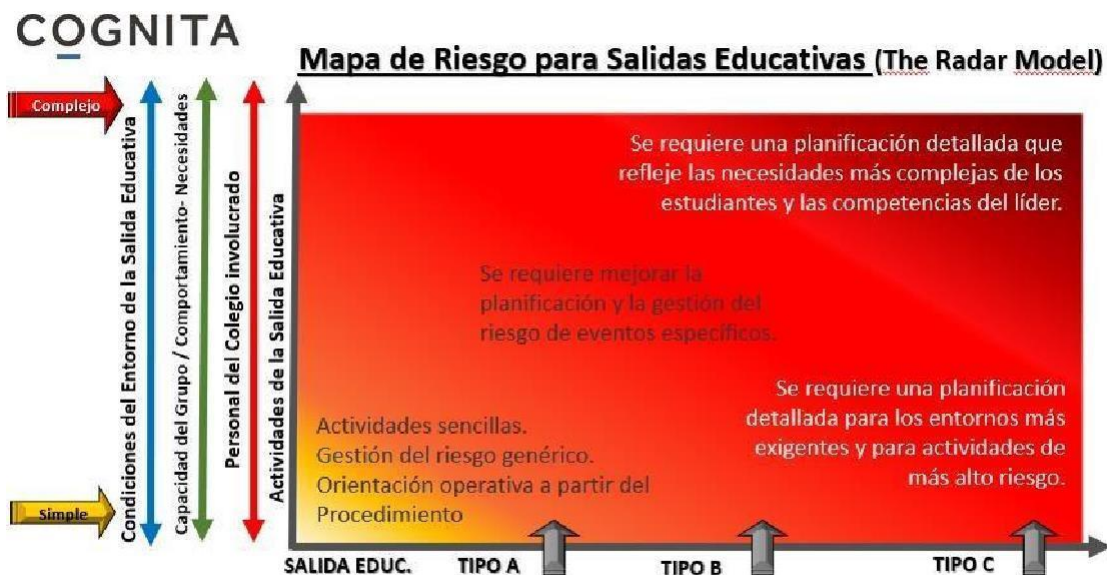 COGNITA
Mapa de Riesgo para Salidas Educativas (The Radar Model)
Complejo
Simple
Condiciones del Entorno de la Salida Educativa
Capacidad del Grupo / Comportamiento- Necesidades
Personal del Colegio involucrado
Actividades de la Salida Educativa
Se requiere una planificación detallada que
refleje las necesidades más complejas de los
estudiantes y las competencias del líder.
Se requiere mejorar la
planificación y la gestión del
riesgo de eventos específicos.
Actividades sencillas.
Gestión del riesgo genérico.
Orientación operativa a partir del
Procedimiento
Se requiere una planificación
detallada para los entornos más
exigentes y para actividades de
más alto riesgo.
SALIDA EDUC.
TIPO A
TIPO B
TIPO C